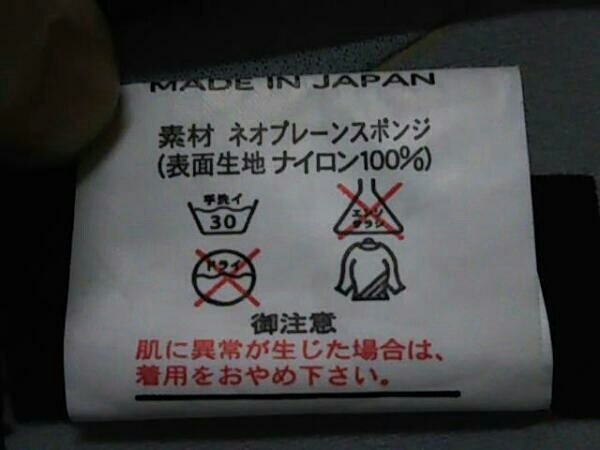 MADE IN JAPAN
素材 ネオプレーンスポンジ
(表面生地 ナイロン100%)
手洗イ
30
エンソ
サラシ
ドライ
御注意
肌に異常が生じた場合は、
着用をおやめ下さい。